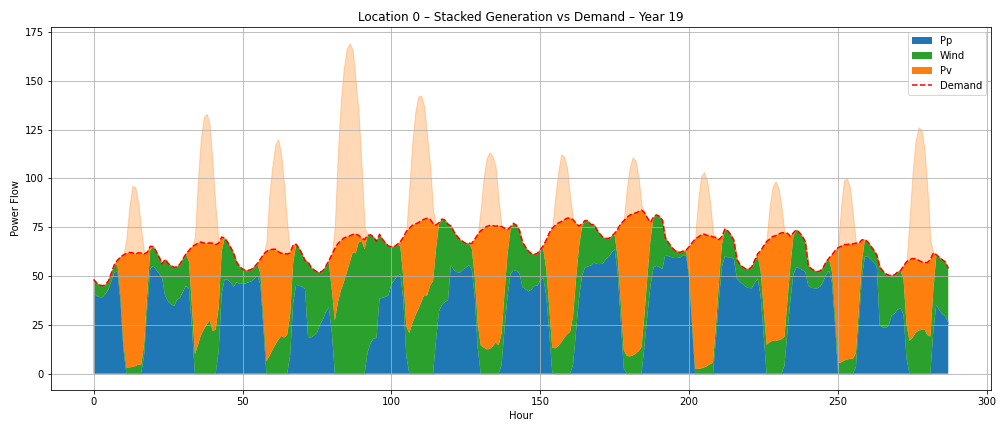 Location 0 – Stacked Generation vs Demand – Year 19
Power Flow
175
150
125
100
75
50
25
0
Pp
Wind
Pv
Demand
0
50
100
150
200
250
300
Hour